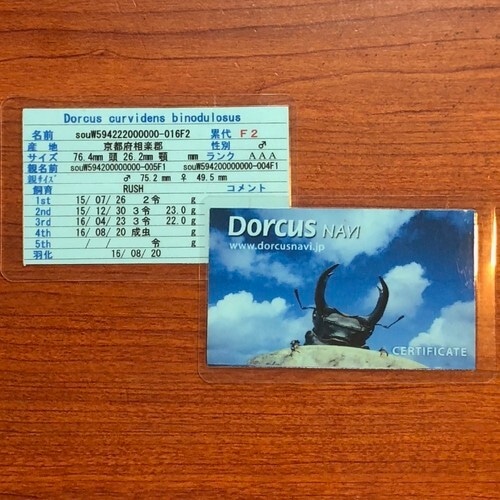 Dorcus curvidens binodulosus
名前 souW594222000000-016F2 累代 F2
産 地 京都府相楽郡 性別 ♂
サイズ 76.4mm 頭 26.2mm 顎 mm ランク AAA
親名前 souW594200000000-005F1 souW594200000000-004F1
親サイズ ♂ 75.2 mm ♀ 49.5 mm
飼育 RUSH コメント
1st 15/07/26 2令 g
2nd 15/12/30 3令 23.0 g
3rd 16/04/23 3令 22.0 g
4th 16/08/20 成虫 g
5th / / 令 g
羽化 16/08/20
Dorcus NAVI
www.dorcusnavi.jp
CERTIFICATE